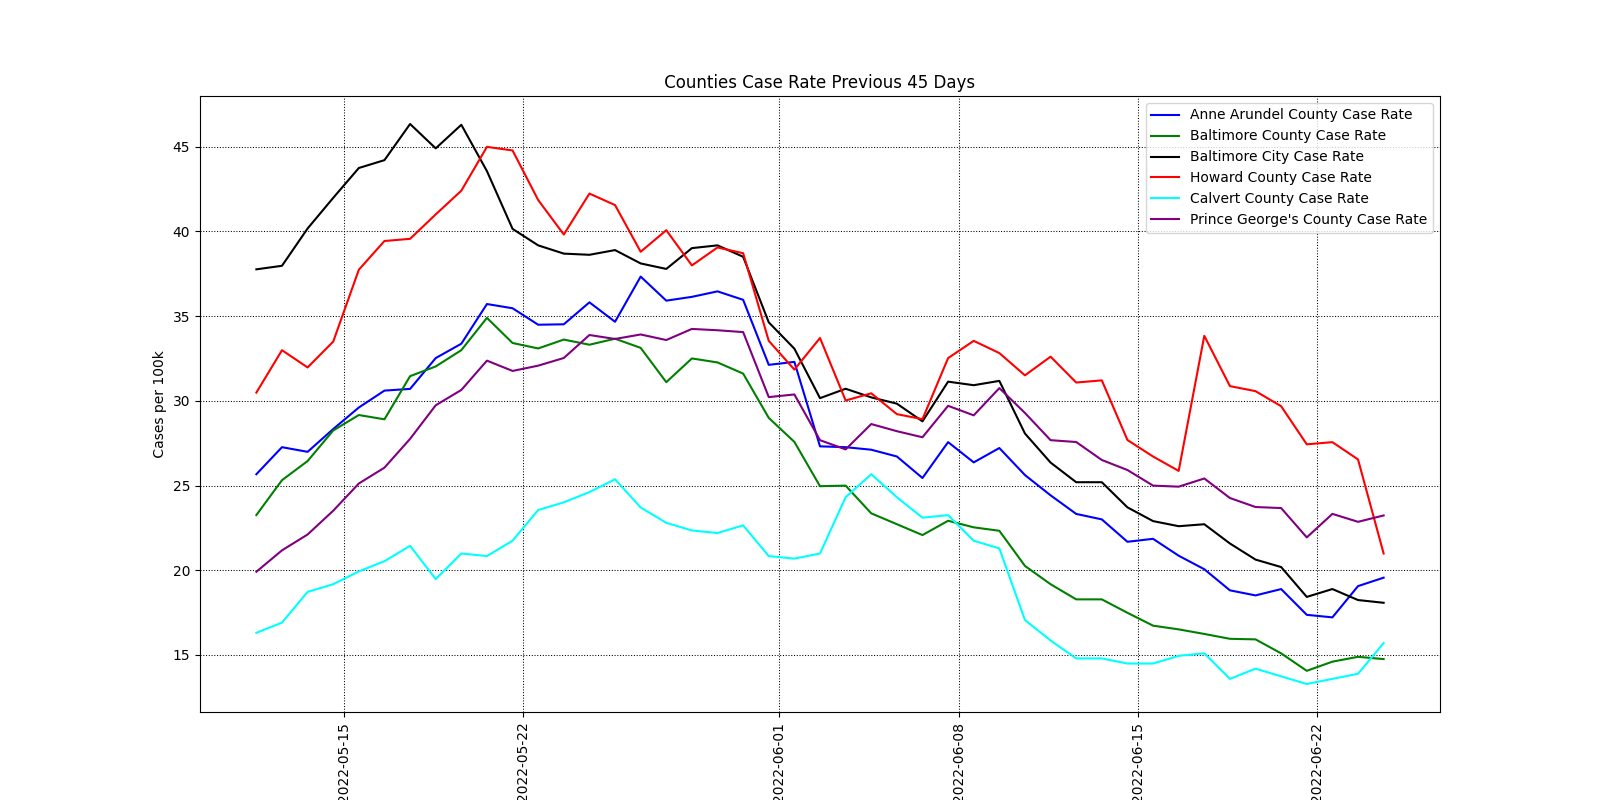 Counties Case Rate Previous 45 Days
Anne Arundel County Case Rate
Baltimore County Case Rate
Baltimore City Case Rate
Howard County Case Rate
Calvert County Case Rate
Prince George's County Case Rate
Cases per 100k
45
40
35
30
25
20
15
2022-05-15
2022-05-22
2022-06-01
2022-06-08
2022-06-15
2022-06-22